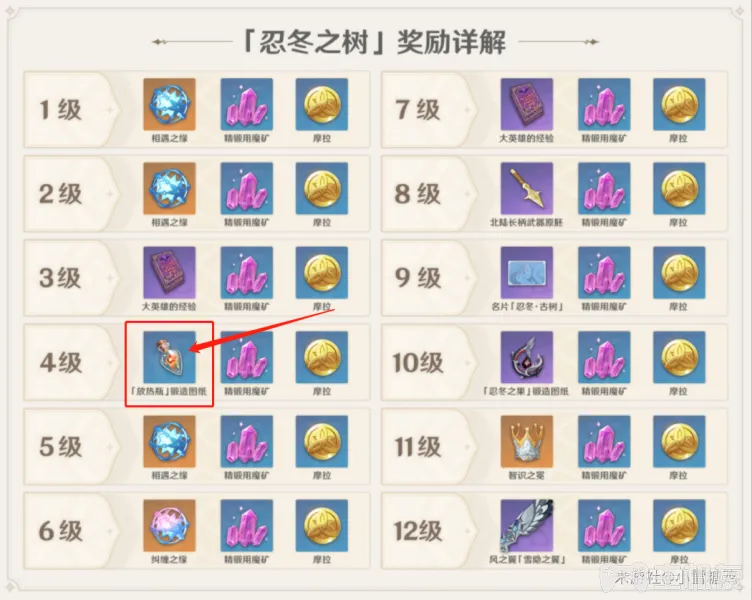 「忍冬之树」奖励详解
1级
相遇之缘
精锻用魔矿
摩拉
2级
相遇之缘
精锻用魔矿
摩拉
3级
大英雄的经验
精锻用魔矿
摩拉
4级
「放热瓶」锻造图纸
精锻用魔矿
摩拉
5级
相遇之缘
精锻用魔矿
摩拉
6级
纠缠之缘
精锻用魔矿
摩拉
7级
大英雄的经验
精锻用魔矿
摩拉
8级
北陆长柄武器原胚
精锻用魔矿
摩拉
9级
名片「忍冬·古树」
精锻用魔矿
摩拉
10级
「忍冬之果」锻造图纸
精锻用魔矿
摩拉
11级
智识之冕
精锻用魔矿
摩拉
12级
风之翼「雪隐之翼」
精锻用魔矿
摩拉